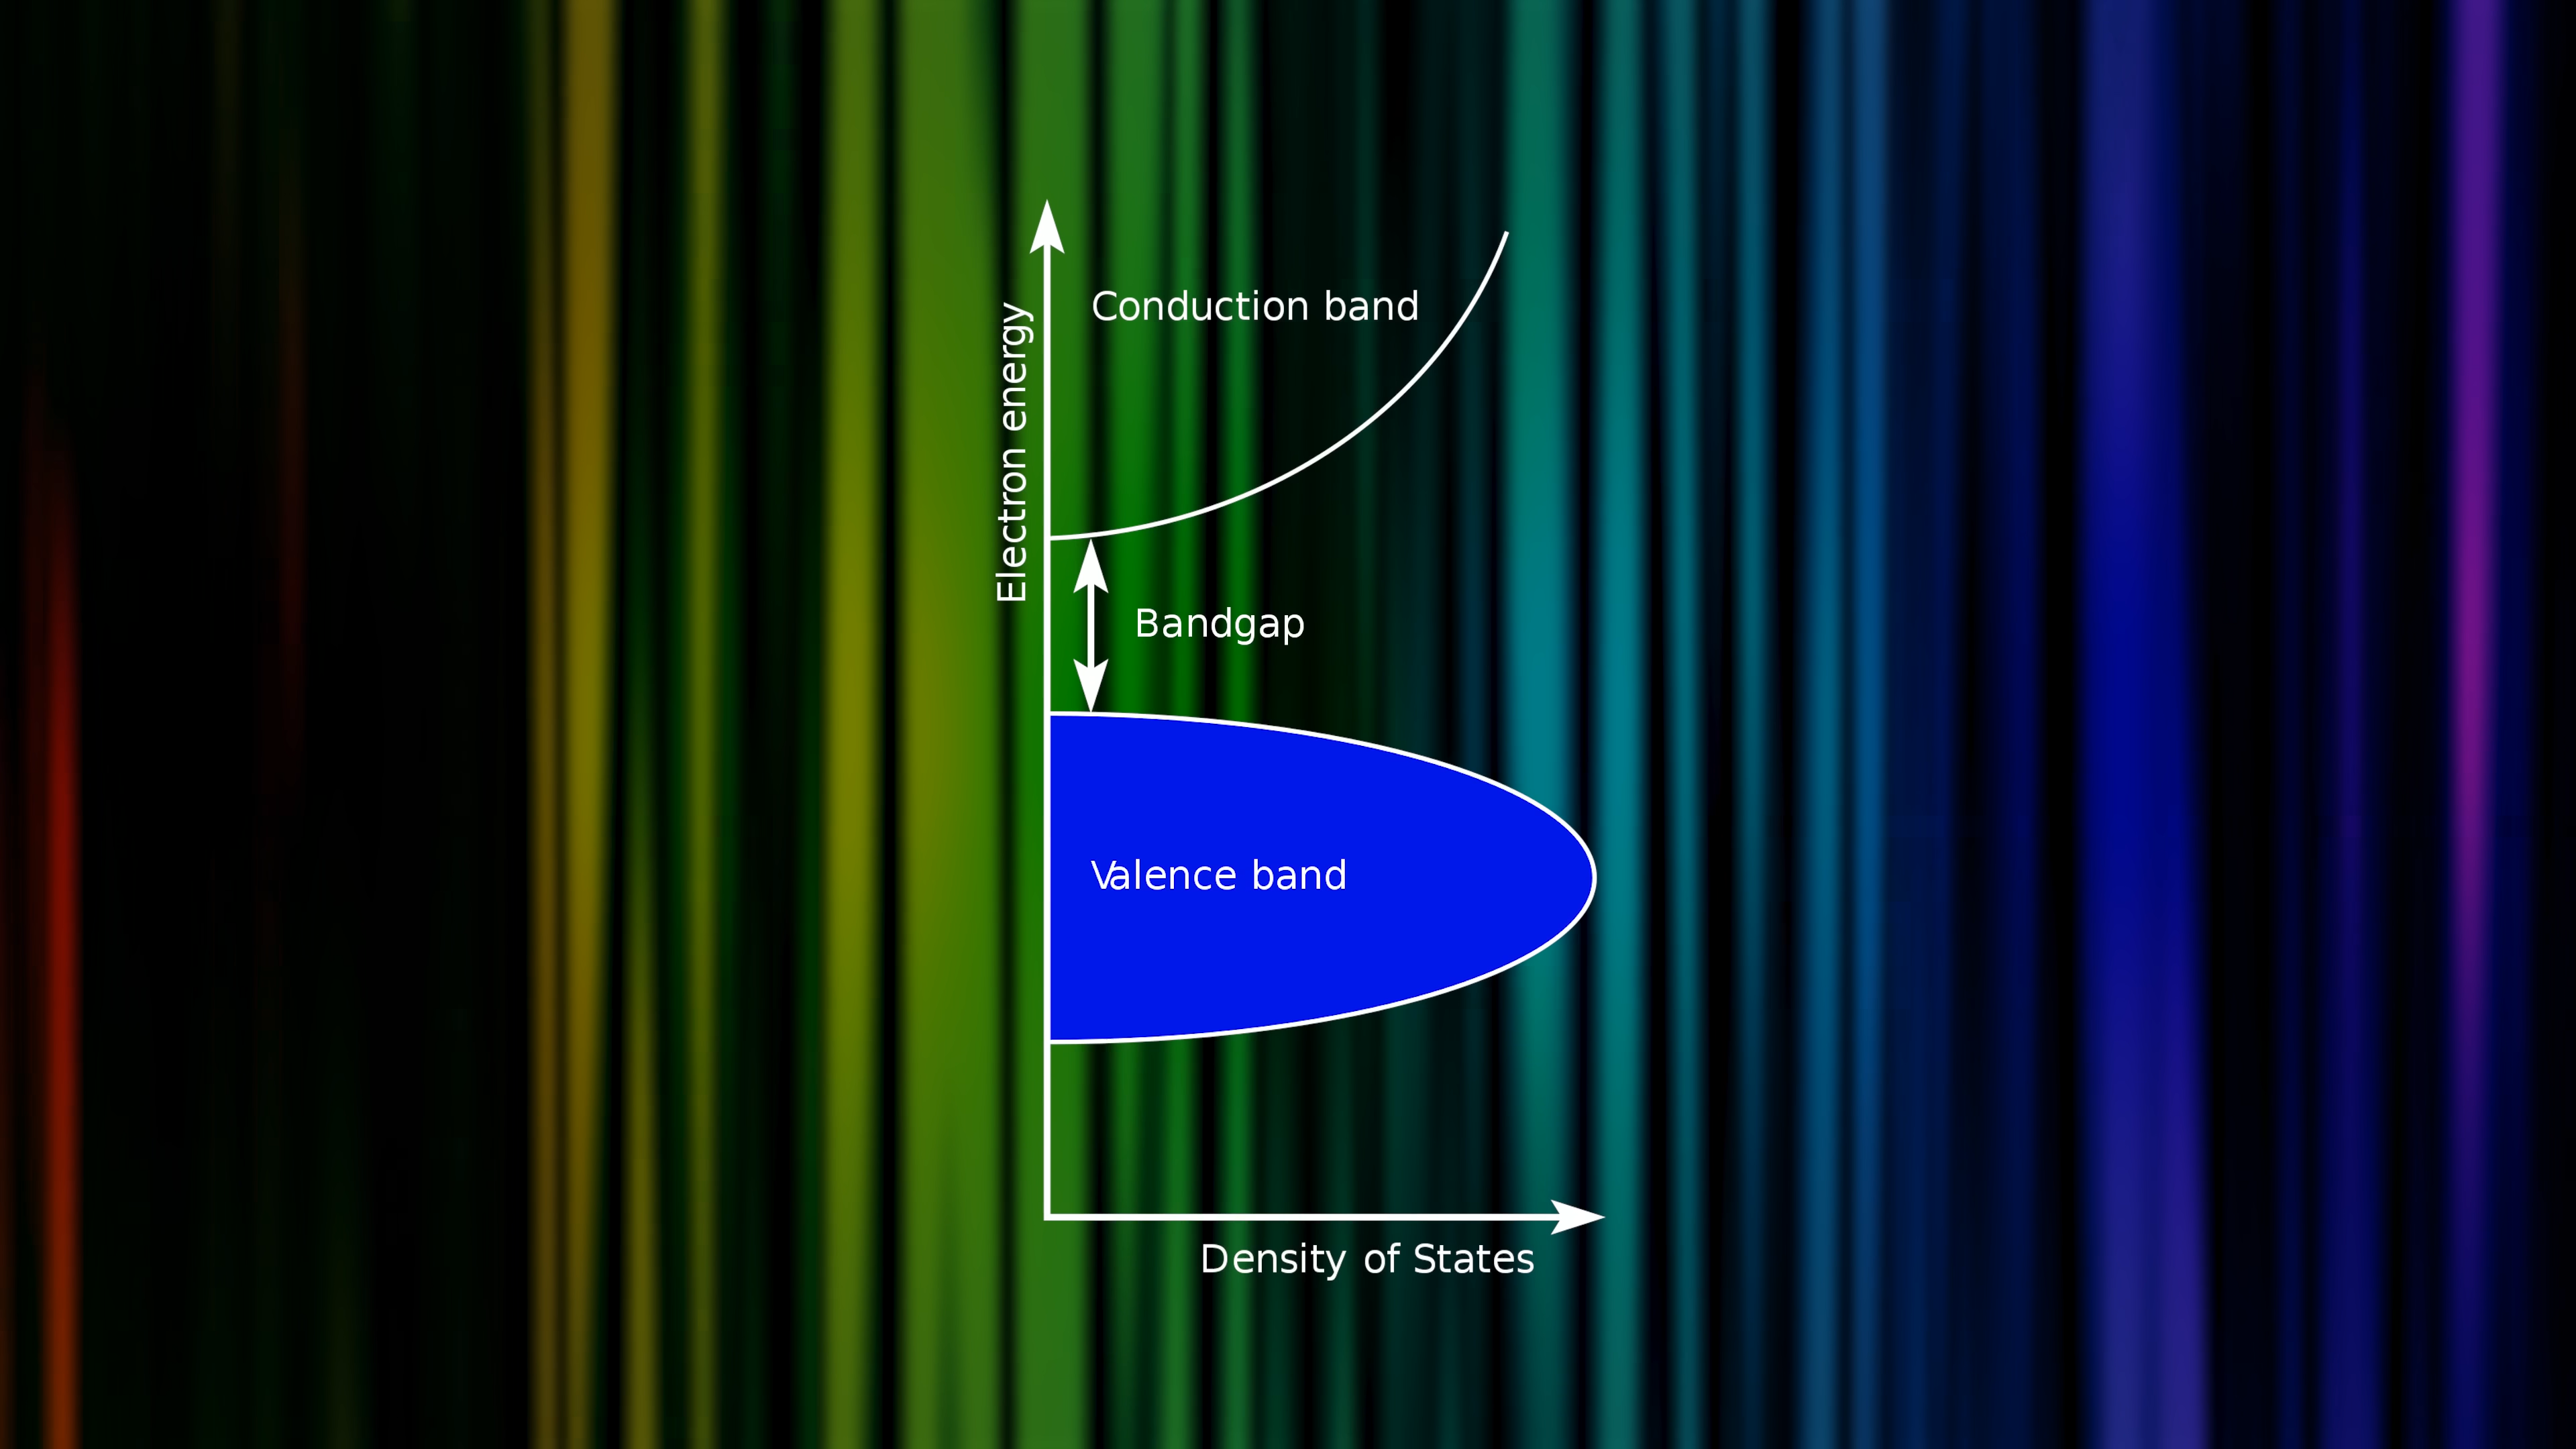 Electron energy
Conduction band
Bandgap
Valence band
Density of States